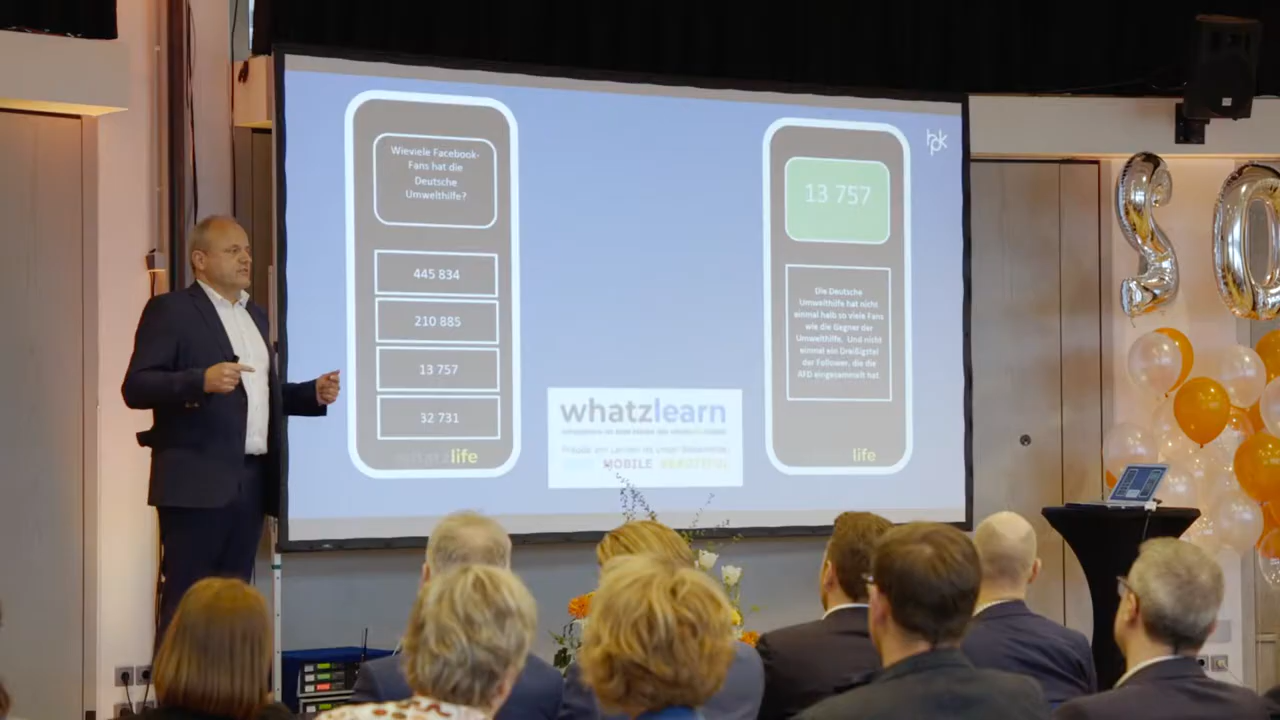 Wieviele Facebook-
Fans hat die
Deutsche
Umwelthilfe?
445 834
210 885
13 757
32 731
life
whatzlearn
MOBILE
hpk
13 757
Die Deutsche
Umwelthilfe hat nicht
einmal halb so viele Fans
wie die Gegner der
Umwelthilfe. Und nicht
einmal ein Dreißigstel
der Follower, die die
AFD eingesammelt hat
life
50